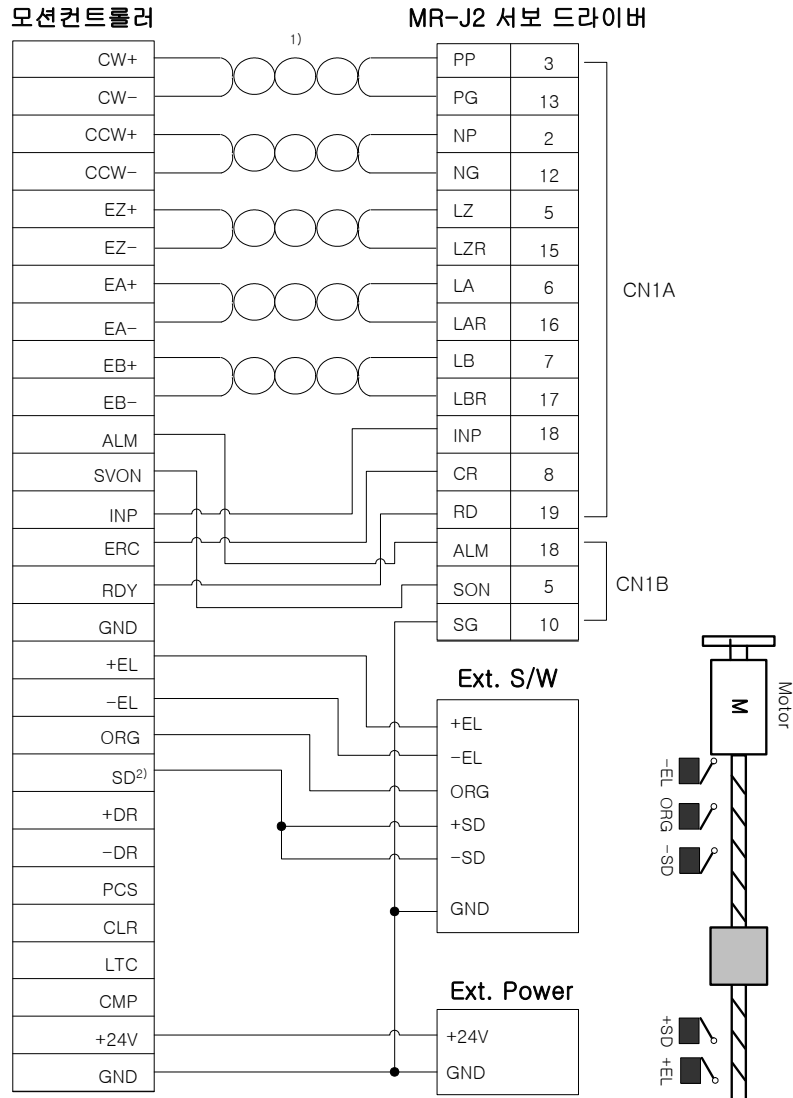 모션컨트롤러
MR-J2 서보 드라이버
1)
CW+
PP 3
CW-
PG 13
CCW+
NP 2
CCW-
NG 12
EZ+
LZ 5
EZ-
LZR 15
EA+
LA 6
CN1A
EA-
LAR 16
EB+
LB 7
EB-
LBR 17
ALM
INP 18
SVON
CR 8
INP
RD 19
ERC
ALM 18
RDY
SON 5
CN1B
GND
SG 10
+EL
-EL
ORG
SD2)
+DR
-DR
PCS
CLR
LTC
CMP
+24V
GND
Ext. S/W
+EL
-EL
ORG
+SD
-SD
GND
Ext. Power
+24V
GND
Motor
M
-EL
ORG
-SD
+SD
+EL